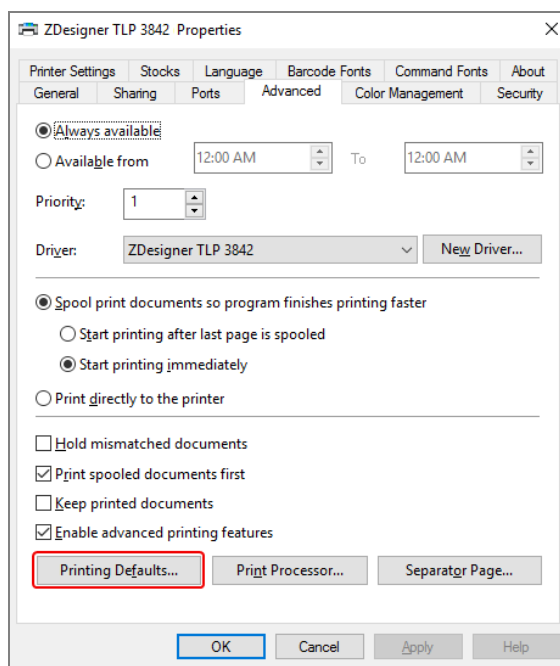 ZDesigner TLP 3842 Properties
Printer Settings Stocks Language Barcode Fonts Command Fonts About
General Sharing Ports Advanced Color Management Security
Always available
Available from 12:00 AM To 12:00 AM
Priority: 1
Driver: ZDesigner TLP 3842 New Driver...
Spool print documents so program finishes printing faster
Start printing after last page is spooled
Start printing immediately
Print directly to the printer
Hold mismatched documents
Print spooled documents first
Keep printed documents
Enable advanced printing features
Printing Defaults... Print Processor... Separator Page...
OK Cancel Apply Help